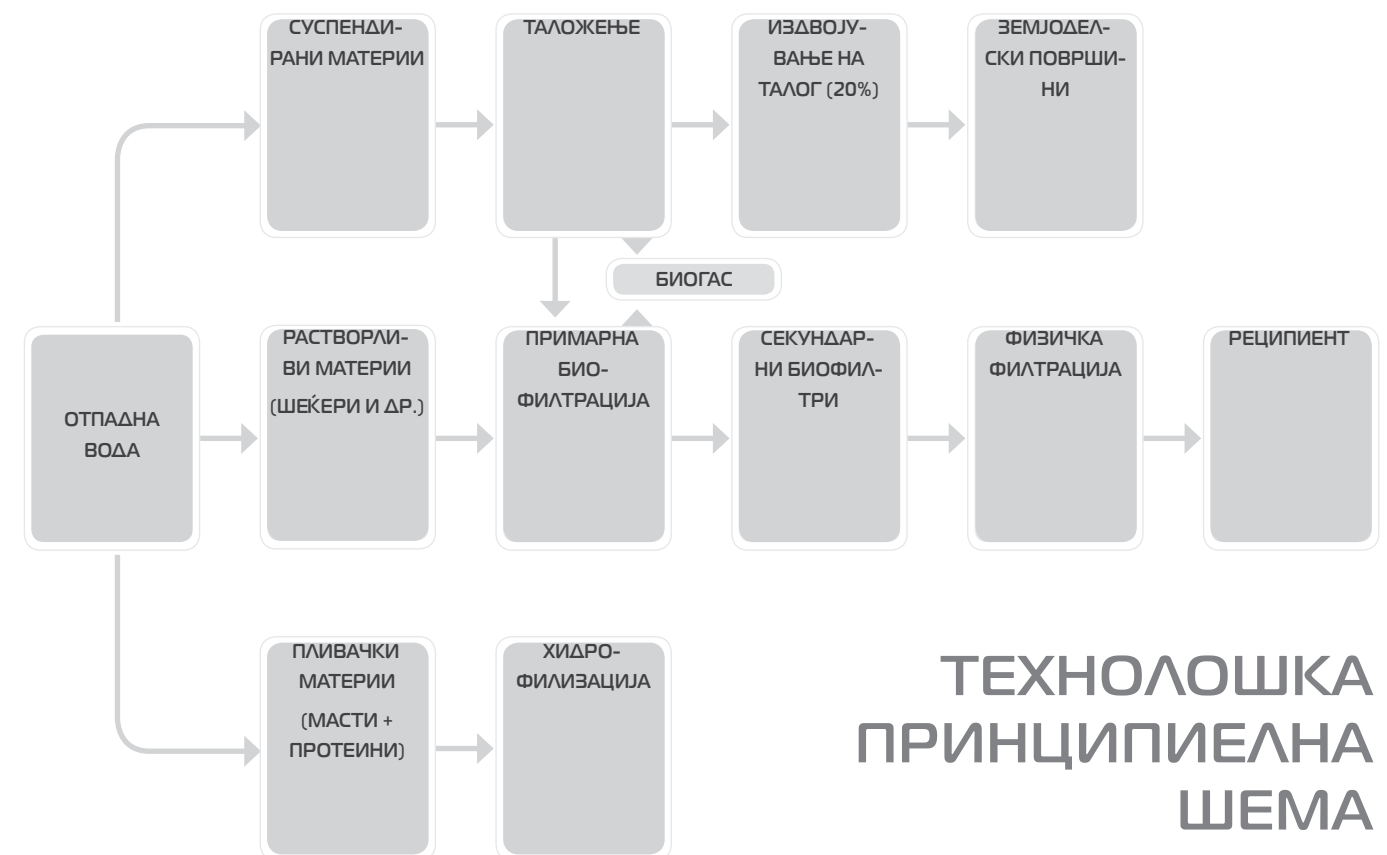 СУСПЕНДИ-
РАНИ МАТЕРИИ
ТАЛОЖЕЊЕ
ИЗДВОЈУ-
ВАЊЕ НА
ТАЛОГ (20%)
ЗЕМЈОДЕЛ-
СКИ ПОВРШИ-
НИ
БИОГАС
ОТПАДНА
ВОДА
РАСТВОРЛИ-
ВИ МАТЕРИИ
(ШЕЌЕРИ И ДР.)
ПРИМАРНА
БИО-
ФИЛТРАЦИЈА
СЕКУНДАР-
НИ БИОФИЛ-
ТРИ
ФИЗИЧКА
ФИЛТРАЦИЈА
РЕЦИПИЕНТ
ПЛИВАЧКИ
МАТЕРИИ
(МАСТИ +
ПРОТЕИНИ)
ХИДРО-
ФИЛИЗАЦИЈА
ТЕХНОЛОШКА
ПРИНЦИПИЕЛНА
ШЕМА